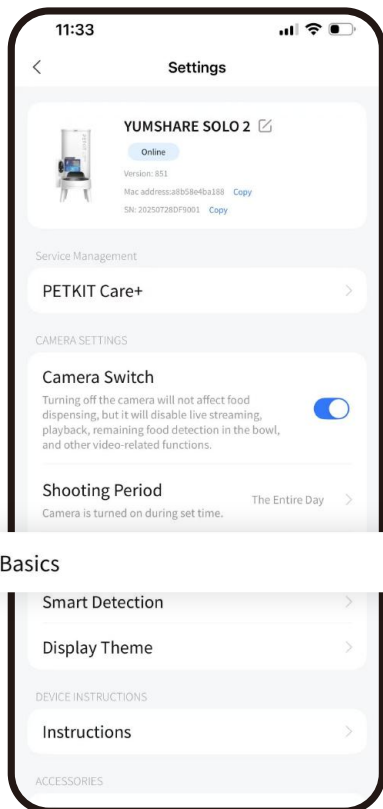 11:33
Settings
YUMSHARE SOLO 2
Online
Version: 851
Mac address:a8b58e4ba188 Copy
SN: 20250728DF9001 Copy
Service Management
PETKIT Care+
CAMERA SETTINGS
Camera Switch
Turning off the camera will not affect food
dispensing, but it will disable live streaming,
playback, remaining food detection in the bowl,
and other video-related functions.
Shooting Period
The Entire Day
Camera is turned on during set time.
Basics
Smart Detection
Display Theme
DEVICE INSTRUCTIONS
Instructions
ACCESSORIES